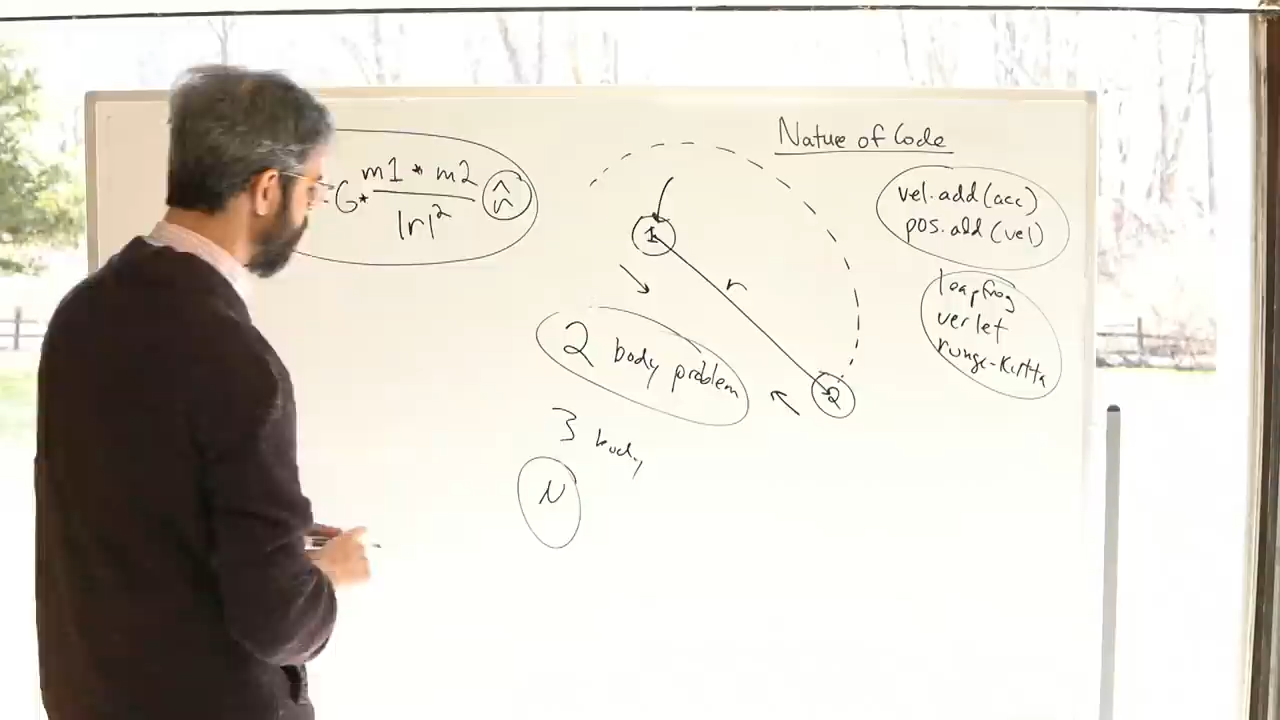 Nature of Code
G* m1 * m2 r̂
|r|²
vel.add(acc)
pos.add(vel)
1
r
2
leapfrog
verlet
runge-Kutta
2 body problem
3 body
N